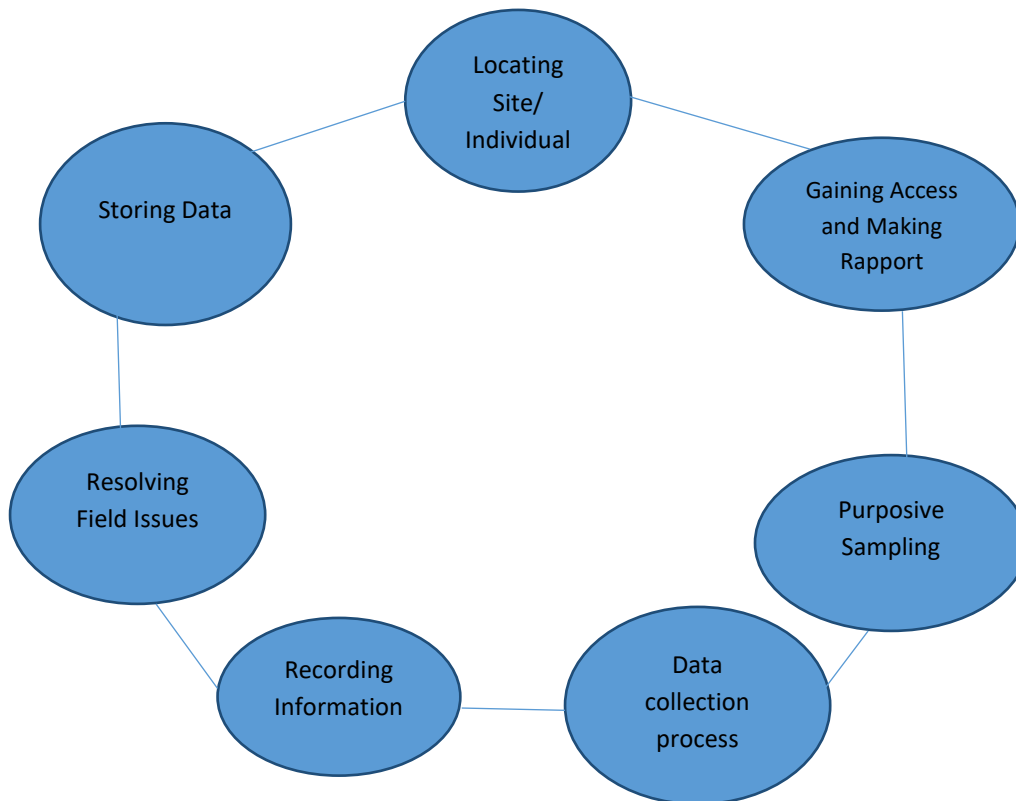 Locating
Site/
Individual
Gaining Access
and Making
Rapport
Purposive
Sampling
Data
collection
process
Recording
Information
Resolving
Field Issues
Storing Data